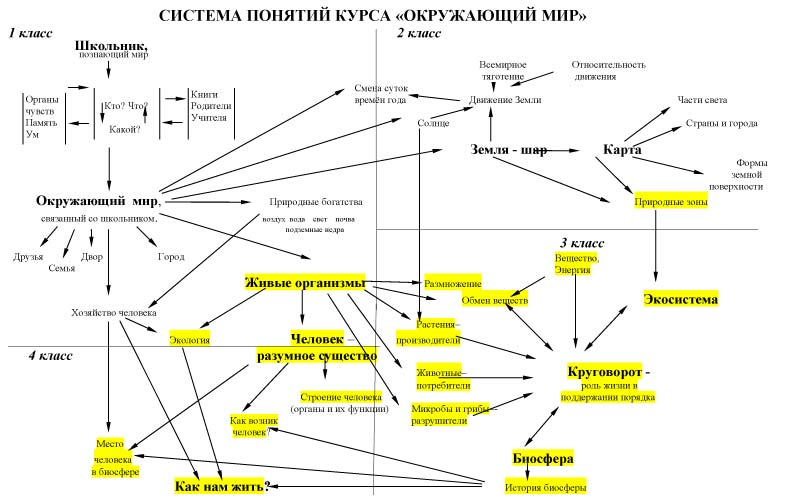 СИСТЕМА ПОНЯТИЙ КУРСА «ОКРУЖАЮЩИЙ МИР»
1 класс
Школьник,
познающий мир
Органы
чувств
Память
Ум
Кто? Что?
Какой?
Книги
Родители
Учителя
Окружающий мир,
связанный со школьником,
Друзья
Семья
Двор
Город
Природные богатства
воздух вода свет почва
подземные недра
Хозяйство человека
2 класс
Всемирное
тяготение
Относительность
движения
Смена суток
времён года
Движение Земли
Солнце
Земля - шар
Карта
Части света
Страны и города
Формы
земной
поверхности
Природные зоны
3 класс
Вещество,
Энергия
Живые организмы
Размножение
Обмен веществ
Экосистема
Экология
Человек –
разумное существо
Растения–
производители
Животные–
потребители
Микробы и грибы–
разрушители
Круговорот -
роль жизни в
поддержании порядка
4 класс
Строение человека
(органы и их функции)
Как возник
человек?
Место
человека
в биосфере
Как нам жить?
Биосфера
История биосферы